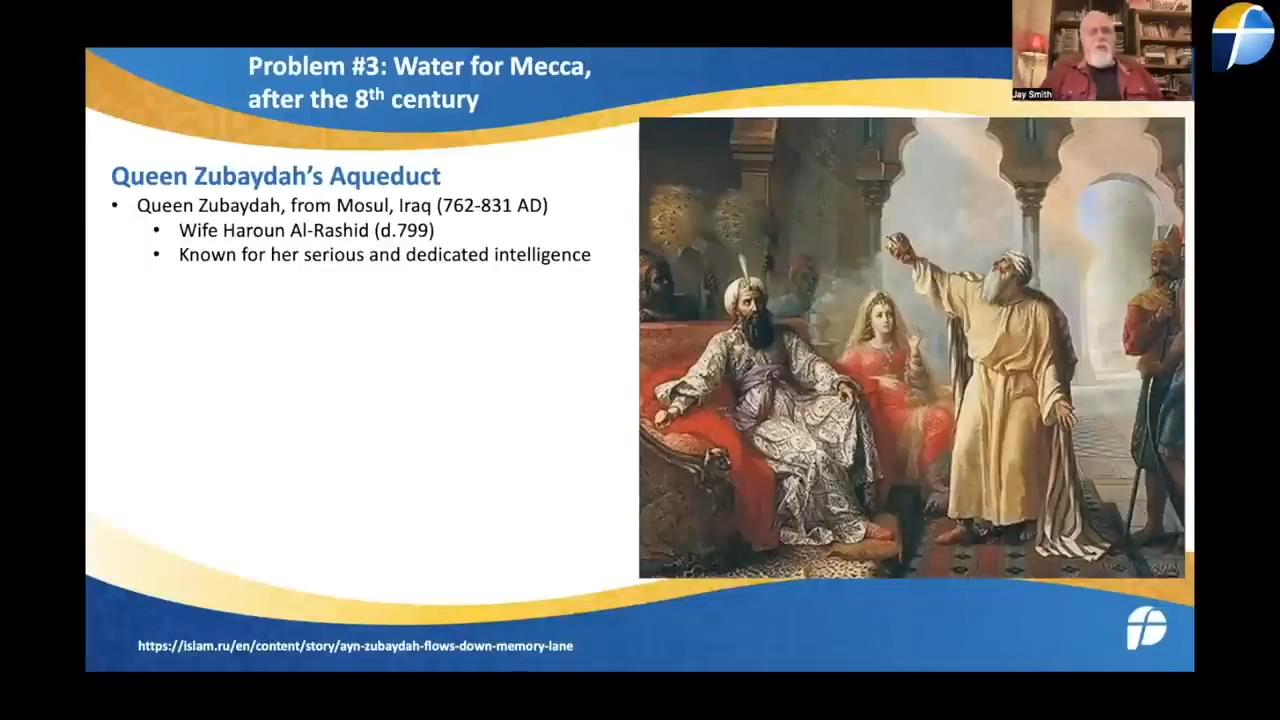 Problem #3: Water for Mecca,
after the 8th century
Jay Smith
Queen Zubaydah's Aqueduct
• Queen Zubaydah, from Mosul, Iraq (762-831 AD)
• Wife Haroun Al-Rashid (d.799)
• Known for her serious and dedicated intelligence
https://islam.ru/en/content/story/ayn-zubaydah-flows-down-memory-lane